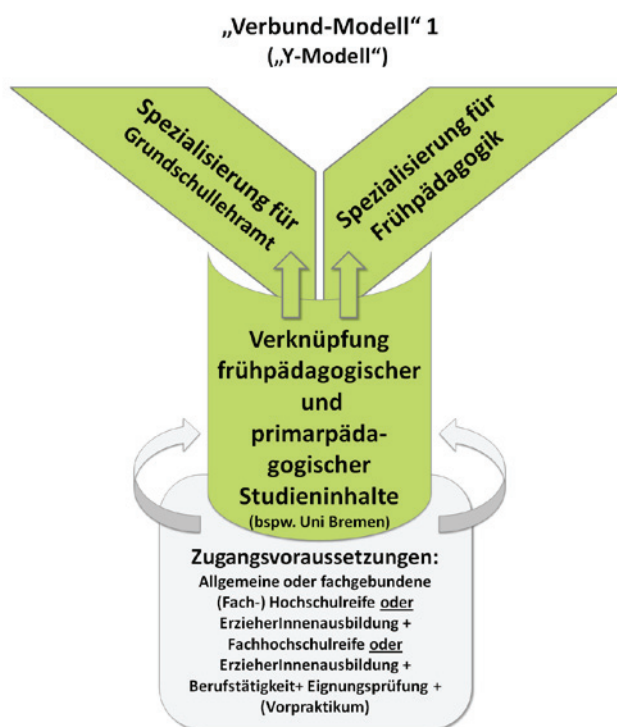 „Verbund-Modell“ 1
(„Y-Modell“)
Spezialisierung für
Grundschullehramt
Spezialisierung für
Frühpädagogik
Verknüpfung
frühpädagogischer
und
primarpäda-
gogischer
Studieninhalte
(bspw. Uni Bremen)
Zugangsvoraussetzungen:
Allgemeine oder fachgebundene
(Fach-) Hochschulreife oder
ErzieherInnenausbildung +
Fachhochschulreife oder
ErzieherInnenausbildung +
Berufstätigkeit+ Eignungsprüfung +
(Vorpraktikum)